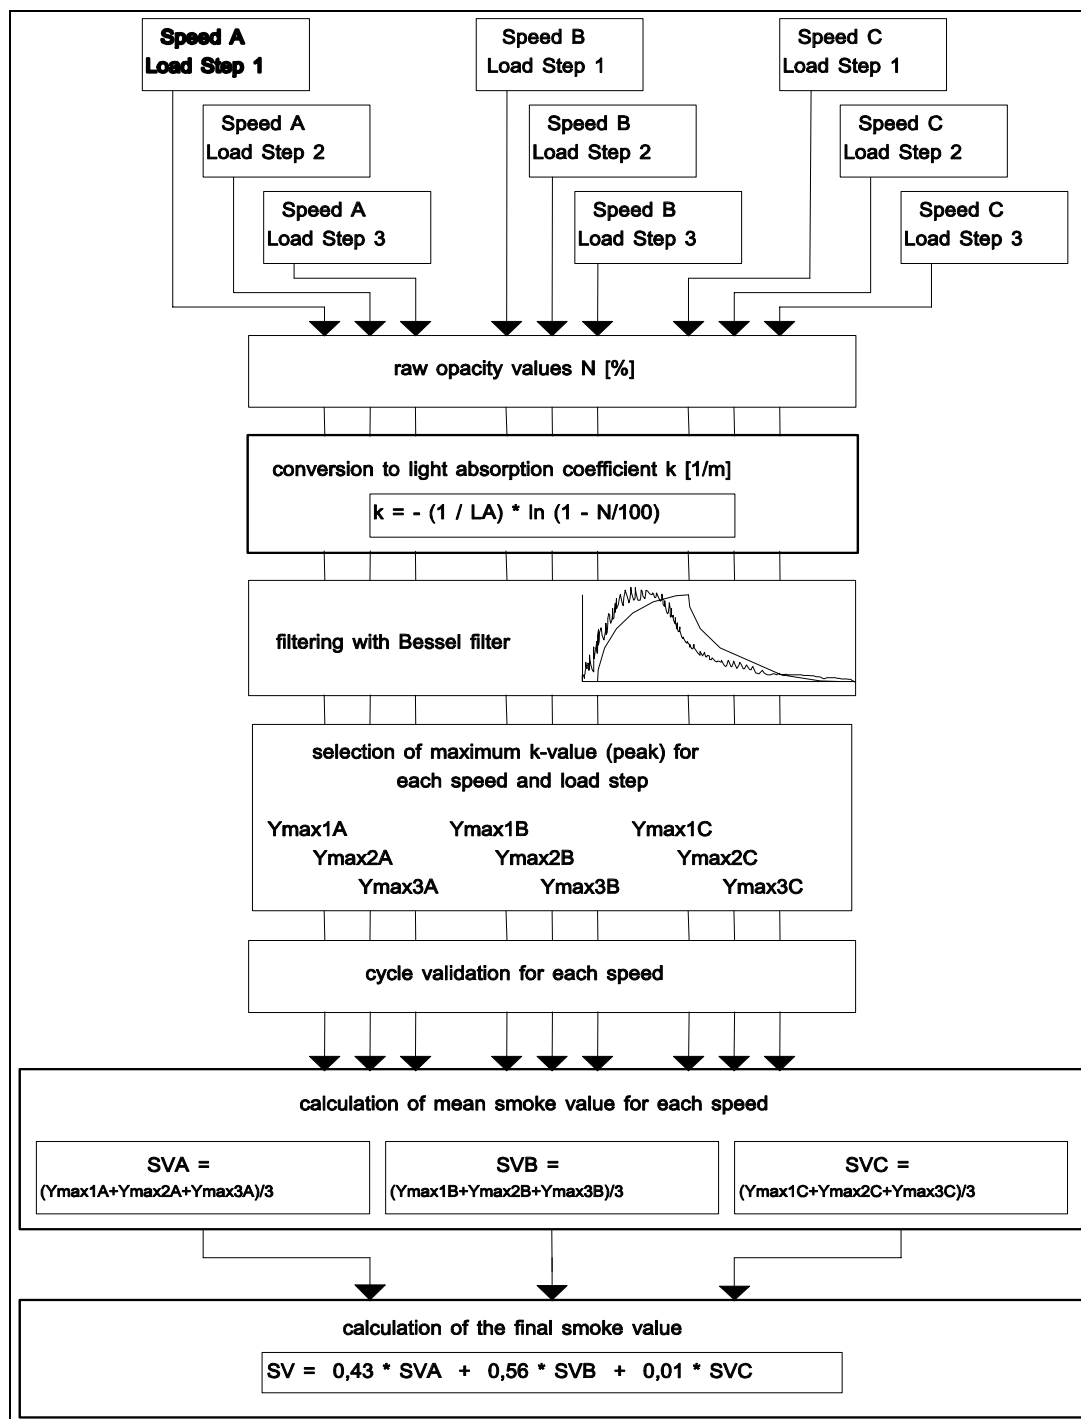 Speed A
Load Step 1
Speed B
Load Step 1
Speed C
Load Step 1
Speed A
Load Step 2
Speed B
Load Step 2
Speed C
Load Step 2
Speed A
Load Step 3
Speed B
Load Step 3
Speed C
Load Step 3
raw opacity values N [%]
conversion to light absorption coefficient k [1/m]
k = - (1 / LA) * ln (1 - N/100)
filtering with Bessel filter
selection of maximum k-value (peak) for
each speed and load step
Ymax1A Ymax1B Ymax1C
Ymax2A Ymax2B Ymax2C
Ymax3A Ymax3B Ymax3C
cycle validation for each speed
calculation of mean smoke value for each speed
SVA =
(Ymax1A+Ymax2A+Ymax3A)/3
SVB =
(Ymax1B+Ymax2B+Ymax3B)/3
SVC =
(Ymax1C+Ymax2C+Ymax3C)/3
calculation of the final smoke value
SV = 0,43 * SVA + 0,56 * SVB + 0,01 * SVC